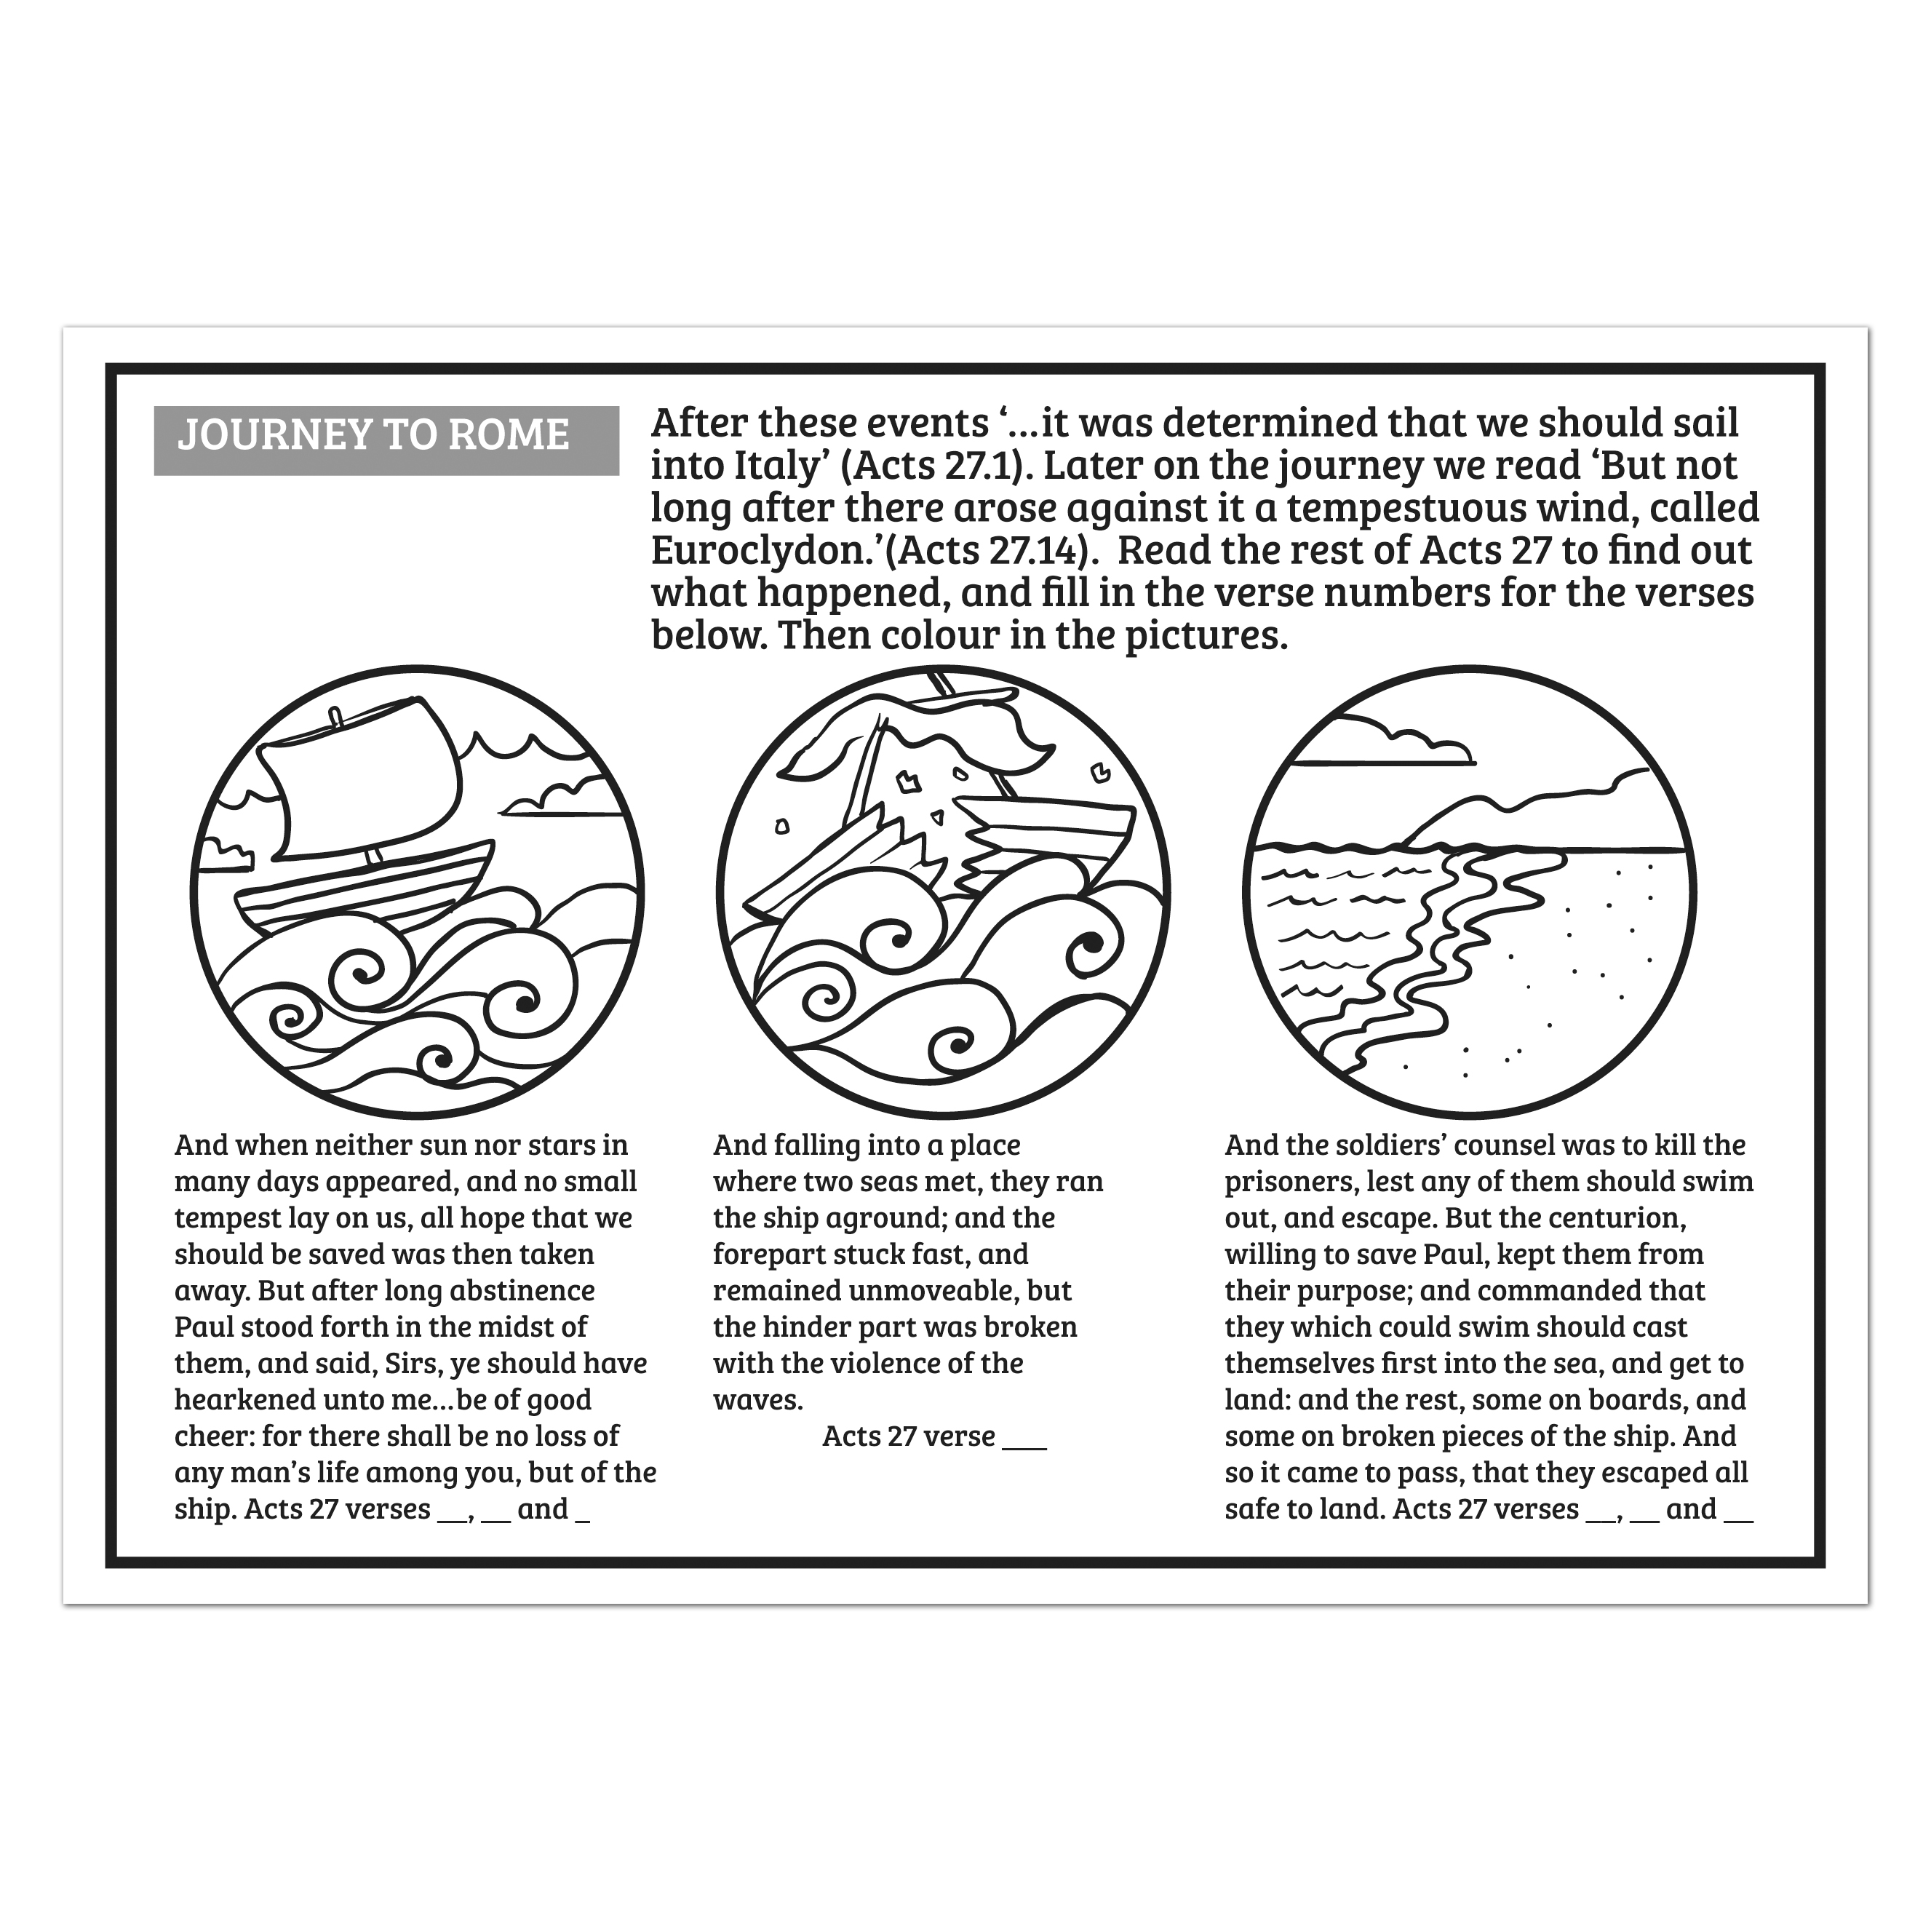 JOURNEY TO ROME
After these events ‘...it was determined that we should sail
into Italy’ (Acts 27.1). Later on the journey we read ‘But not
long after there arose against it a tempestuous wind, called
Euroclydon.’(Acts 27.14).  Read the rest of Acts 27 to find out
what happened, and fill in the verse numbers for the verses
below. Then colour in the pictures.
And when neither sun nor stars in
many days appeared, and no small
tempest lay on us, all hope that we
should be saved was then taken
away. But after long abstinence
Paul stood forth in the midst of
them, and said, Sirs, ye should have
hearkened unto me...be of good
cheer: for there shall be no loss of
any man’s life among you, but of the
ship. Acts 27 verses __, __ and _
And falling into a place
where two seas met, they ran
the ship aground; and the
forepart stuck fast, and
remained unmoveable, but
the hinder part was broken
with the violence of the
waves.
Acts 27 verse ___
And the soldiers’ counsel was to kill the
prisoners, lest any of them should swim
out, and escape. But the centurion,
willing to save Paul, kept them from
their purpose; and commanded that
they which could swim should cast
themselves first into the sea, and get to
land: and the rest, some on boards, and
some on broken pieces of the ship. And
so it came to pass, that they escaped all
safe to land. Acts 27 verses __, __ and __